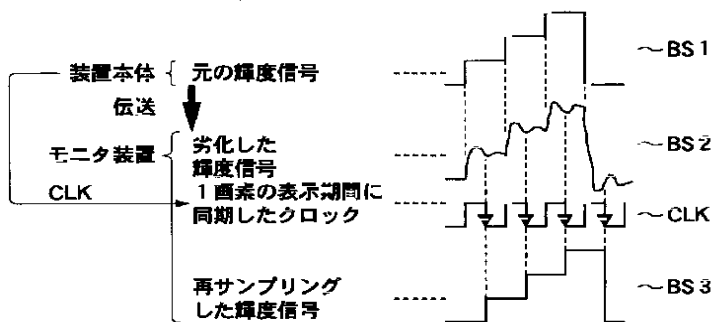 装置本体 元の輝度信号 〜BS1
伝送
モニタ装置 劣化した
輝度信号 〜BS2
CLK 1画素の表示期間に
同期したクロック 〜CLK
再サンプリング
した輝度信号 〜BS3